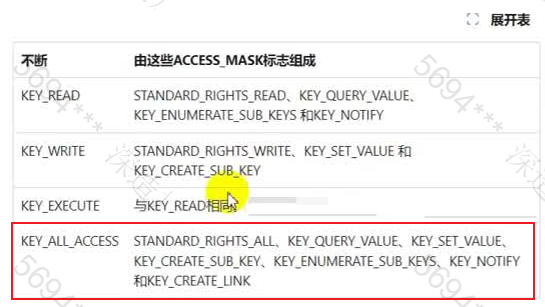 展开表
不断 由这些ACCESS_MASK标志组成
KEY_READ STANDARD_RIGHTS_READ、KEY_QUERY_VALUE、
KEY_ENUMERATE_SUB_KEYS 和KEY_NOTIFY
KEY_WRITE STANDARD_RIGHTS_WRITE、KEY_SET_VALUE 和
KEY_CREATE_SUB_KEY
KEY_EXECUTE 与KEY_READ相同。
KEY_ALL_ACCESS STANDARD_RIGHTS_ALL、KEY_QUERY_VALUE、KEY_SET_VALUE、
KEY_CREATE_SUB_KEY、KEY_ENUMERATE_SUB_KEYS、KEY_NOTIFY
和KEY_CREATE_LINK
5694***
5694***
5694***
5694***